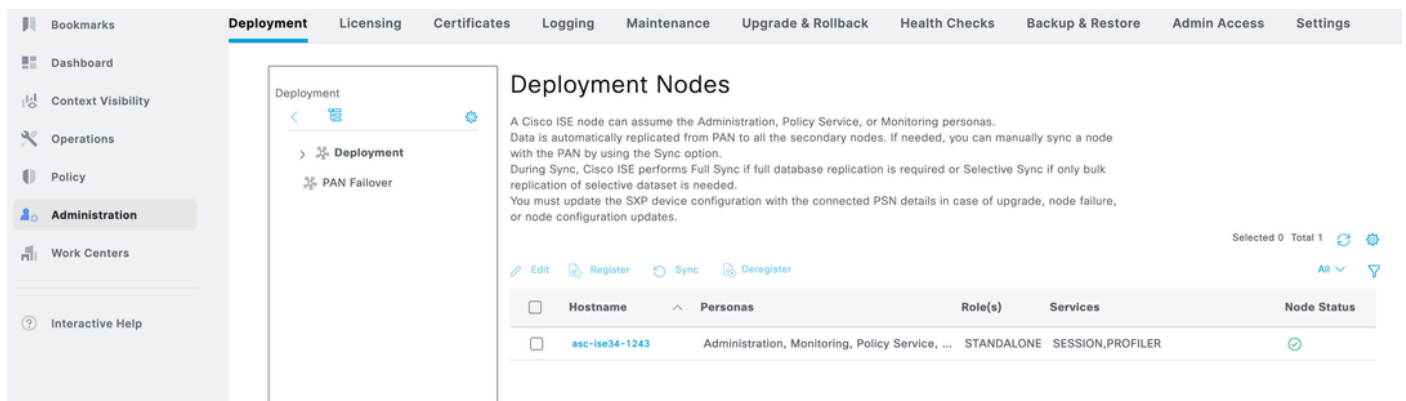 Bookmarks
Dashboard
Context Visibility
Operations
Policy
Administration
Work Centers
Interactive Help
Deployment Licensing Certificates Logging Maintenance Upgrade & Rollback Health Checks Backup & Restore Admin Access Settings
Deployment
Deployment
PAN Failover
Deployment Nodes
A Cisco ISE node can assume the Administration, Policy Service, or Monitoring personas.
Data is automatically replicated from PAN to all the secondary nodes. If needed, you can manually sync a node
with the PAN by using the Sync option.
During Sync, Cisco ISE performs Full Sync if full database replication is required or Selective Sync if only bulk
replication of selective dataset is needed.
You must update the SXP device configuration with the connected PSN details in case of upgrade, node failure,
or node configuration updates.
Selected 0 Total 1
Edit Register Sync Deregister All
Hostname Personas Role(s) Services Node Status
asc-ise34-1243 Administration, Monitoring, Policy Service, ... STANDALONE SESSION,PROFILER